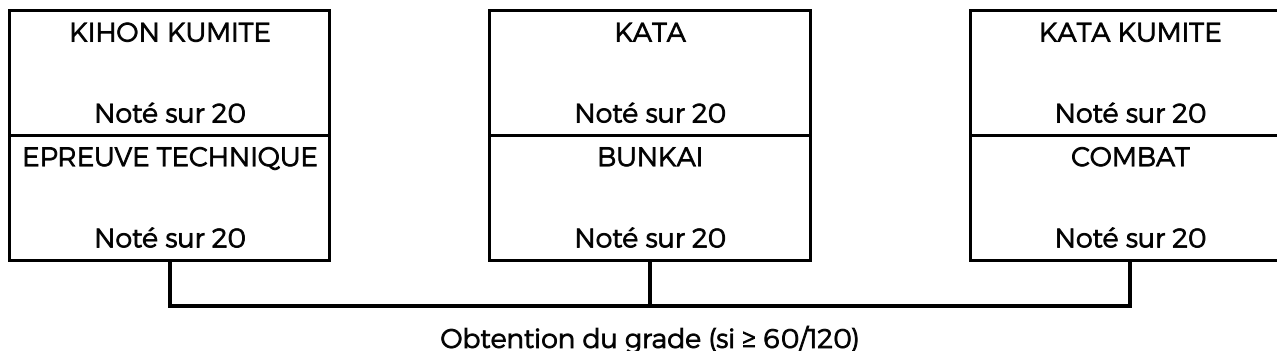 KIHON KUMITE
Noté sur 20
EPREUVE TECHNIQUE
Noté sur 20
KATA
Noté sur 20
BUNKAI
Noté sur 20
KATA KUMITE
Noté sur 20
COMBAT
Noté sur 20
Obtention du grade (si ≥ 60/120)